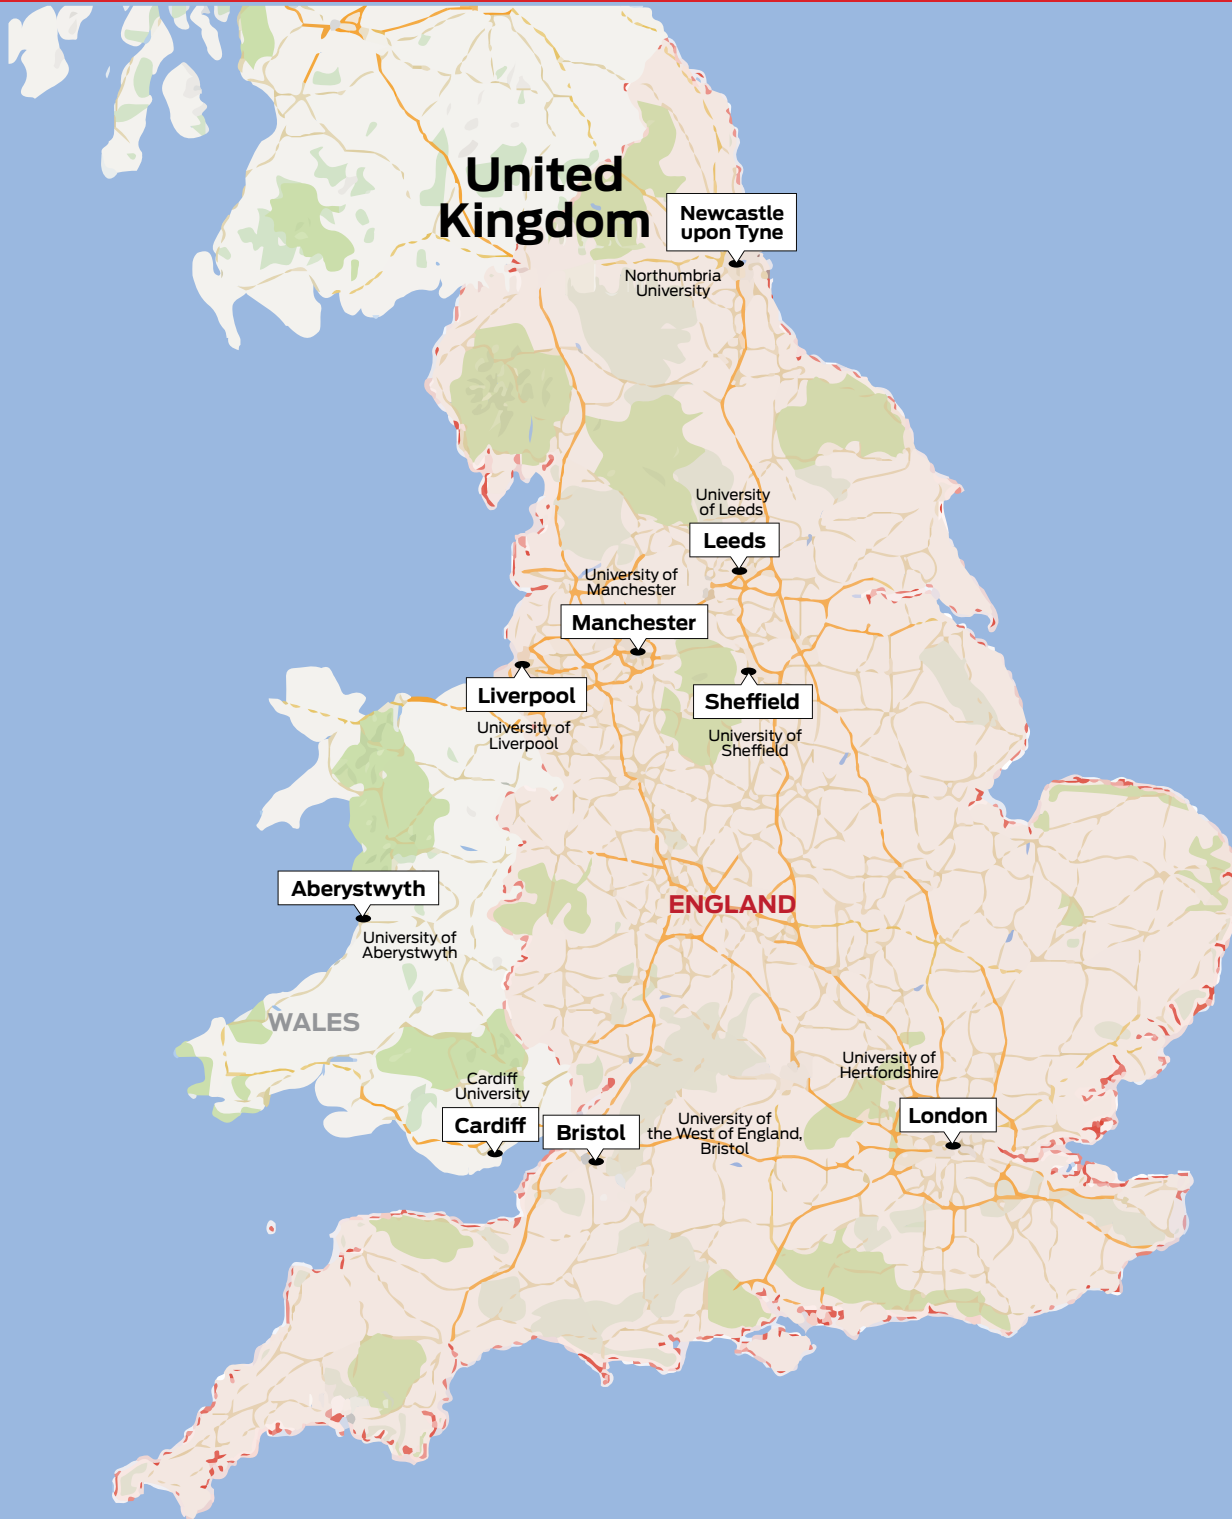 United
Kingdom
Newcastle
upon Tyne
Northumbria
University
University
of Leeds
Leeds
University of
Manchester
Manchester
Liverpool
University of
Liverpool
Sheffield
University of
Sheffield
Aberystwyth
University of
Aberystwyth
ENGLAND
WALES
Cardiff
University
Cardiff
Bristol
University of
the West of England,
Bristol
University of
Hertfordshire
London